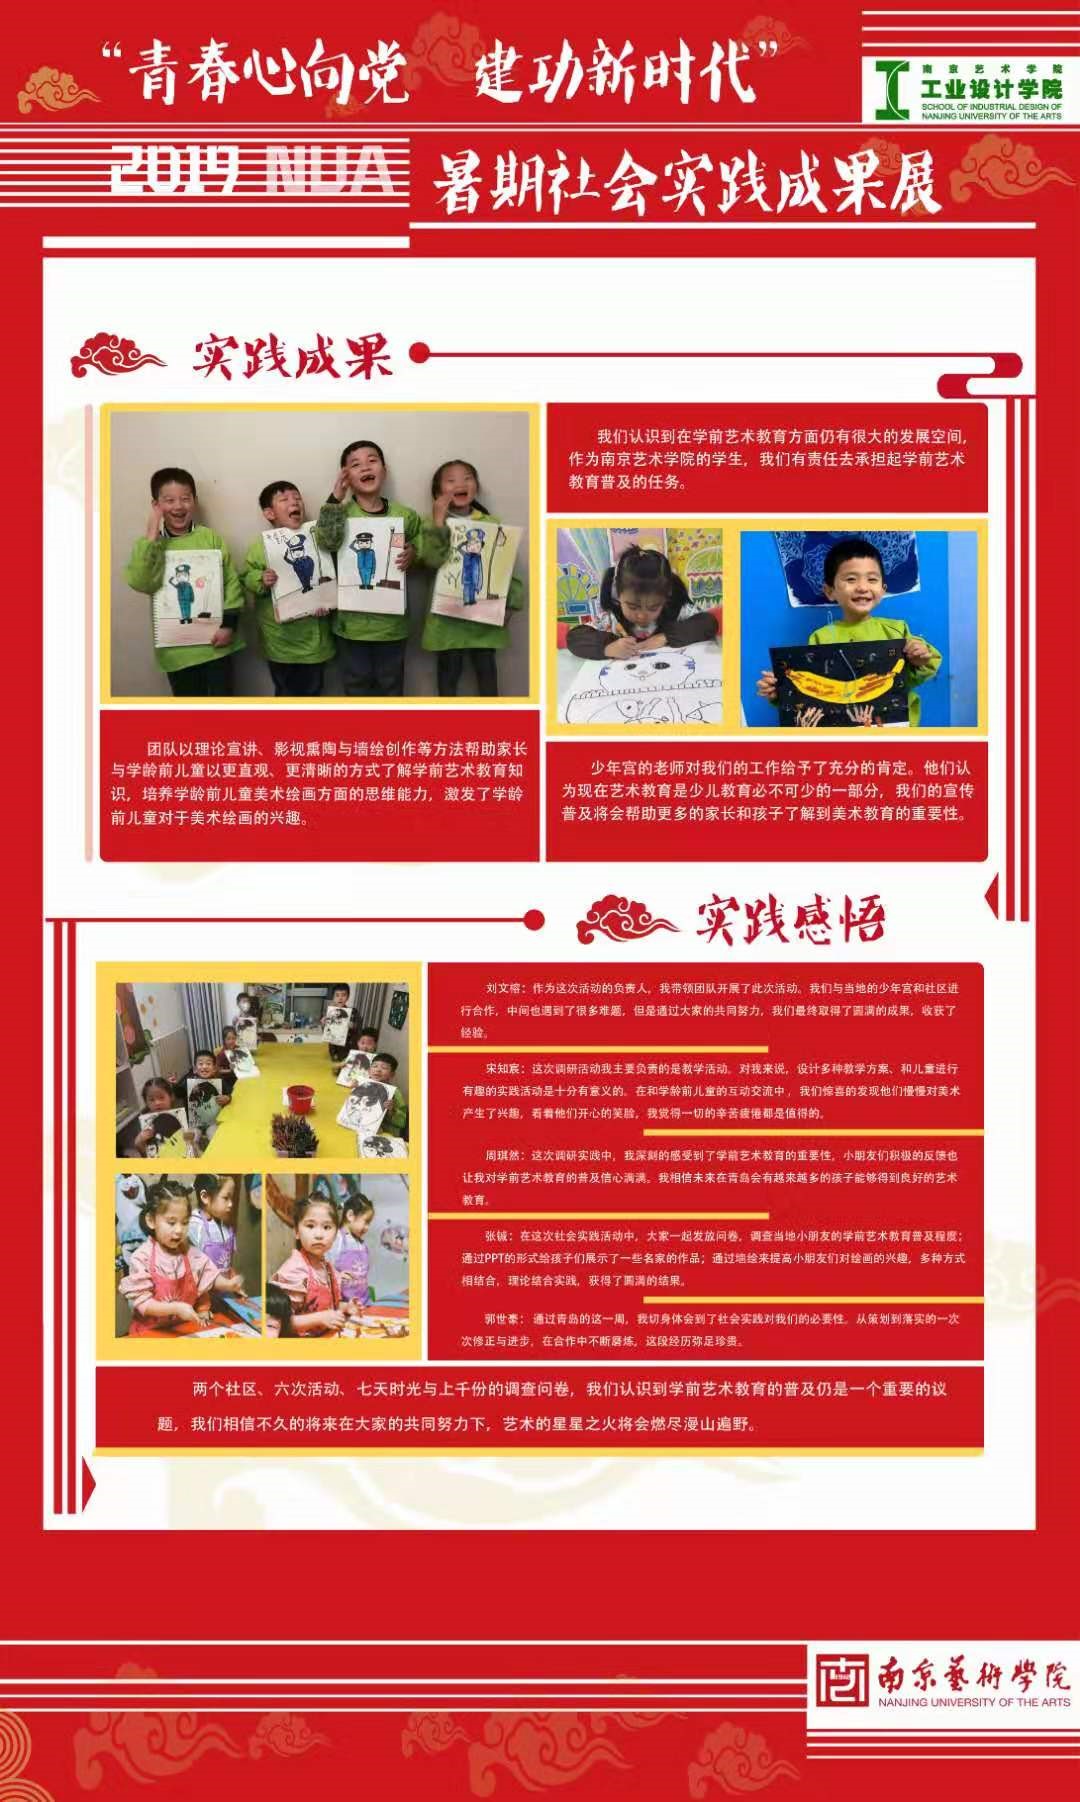 “青春心向党 建功新时代”
南京艺术学院
工业设计学院
SCHOOL OF INDUSTRIAL DESIGN OF
NANJING UNIVERSITY OF THE ARTS
2019 NUA 暑期社会实践成果展
实践成果
我们认识到在学前艺术教育方面仍有很大的发展空间,
作为南京艺术学院的学生，我们有责任去承担起学前艺术
教育普及的任务。
团队以理论宣讲、影视熏陶与墙绘创作等方法帮助家长
与学龄前儿童以更直观、更清晰的方式了解学前艺术教育知
识，培养学龄前儿童美术绘画方面的思维能力，激发了学龄
前儿童对于美术绘画的兴趣。
少年宫的老师对我们的工作给予了充分的肯定。他们认
为现在艺术教育是少儿教育必不可少的一部分，我们的宣传
普及将会帮助更多的家长和孩子了解到美术教育的重要性。
实践感悟
刘文榕：作为这次活动的负责人，我带领团队开展了此次活动。我们与当地的少年宫和社区进
行合作，中间也遇到了很多难题，但是通过大家的共同努力，我们最终取得了圆满的成果，收获了
经验。
宋知宸：这次调研活动我主要负责的是教学活动。对我来说，设计多种教学方案、和儿童进行
有趣的实践活动是十分有意义的。在和学龄前儿童的互动交流中，我们惊喜的发现他们慢慢对美术
产生了兴趣，看着他们开心的笑脸，我觉得一切的辛苦疲倦都是值得的。
周琪然：这次调研实践中，我深刻的感受到了学前艺术教育的重要性，小朋友们积极的反馈也
让我对学前艺术教育的普及信心满满。我相信未来在青岛会有越来越多的孩子能够得到良好的艺术
教育。
张铖：在这次社会实践活动中，大家一起发放问卷，调查当地小朋友的学前艺术教育普及程度；
通过PPT的形式给孩子们展示了一些名家的作品；通过墙绘来提高小朋友们对绘画的兴趣，多种方式
相结合，理论结合实践，获得了圆满的结果。
郭世豪：通过青岛的这一周，我切身体会到了社会实践对我们的必要性。从策划到落实的一次
次修正与进步，在合作中不断磨炼，这段经历弥足珍贵。
两个社区、六次活动、七天时光与上千份的调查问卷，我们认识到学前艺术教育的普及仍是一个重要的议
题，我们相信不久的将来在大家的共同努力下，艺术的星星之火将会燃尽漫山遍野。
南京藝術學院
NANJING UNIVERSITY OF THE ARTS